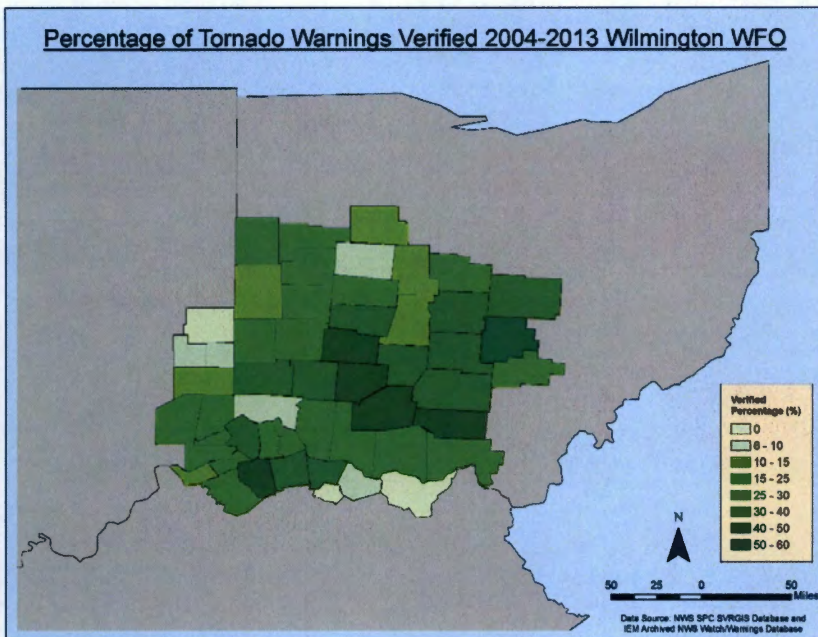 Percentage of Tornado Warnings Verified 2004-2013 Wilmington WFO
Verified
Percentage (%)
0
6 - 10
10 - 15
15 - 25
25 - 30
30 - 40
40 - 50
50 - 60
N
50 25 0 50
Miles
Data Source: NWS SPC SVRGIS Database and
IEM Archived NWS Watch/Warnings Database